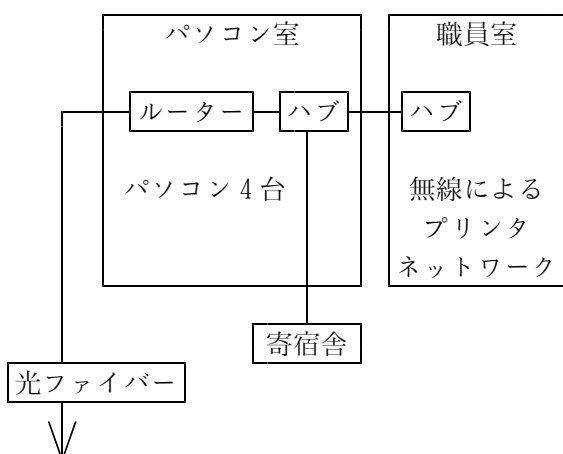 パソコン室
職員室
ルーター
ハブ
ハブ
パソコン4台
無線による
プリンタ
ネットワーク
寄宿舎
光ファイバー